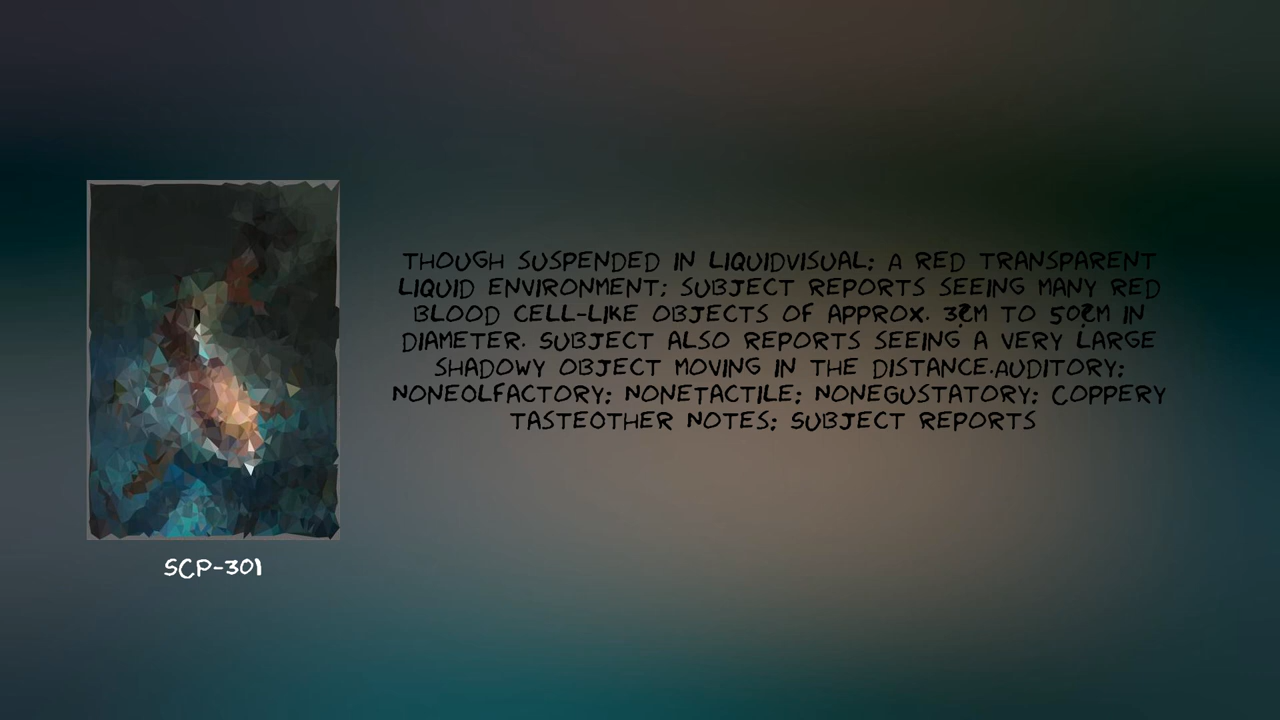 THOUGH SUSPENDED IN LIQUIDVISUAL: A RED TRANSPARENT
LIQUID ENVIRONMENT; SUBJECT REPORTS SEEING MANY RED
BLOOD CELL-LIKE OBJECTS OF APPROX. 3CM TO 50CM IN
DIAMETER. SUBJECT ALSO REPORTS SEEING A VERY LARGE
SHADOWY OBJECT MOVING IN THE DISTANCE.AUDITORY:
NONEOLFACTORY: NONETACTILE: NONEGUSTATORY: COPPERY
TASTEOTHER NOTES: SUBJECT REPORTS
SCP-301